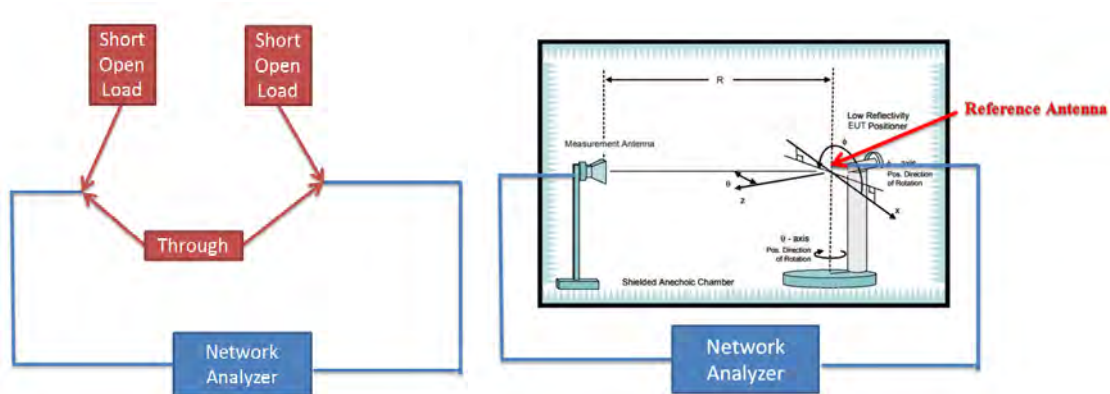 Short
Open
Load
Short
Open
Load
Through
Network
Analyzer
R
Low Reflectivity
EUT Positioner
Reference Antenna
Measurement Antenna
ϕ
- axis
Pos. Direction
of Rotation
θ
z
x
θ - axis
Pos. Direction
of Rotation
Shielded Anechoic Chamber
Network
Analyzer